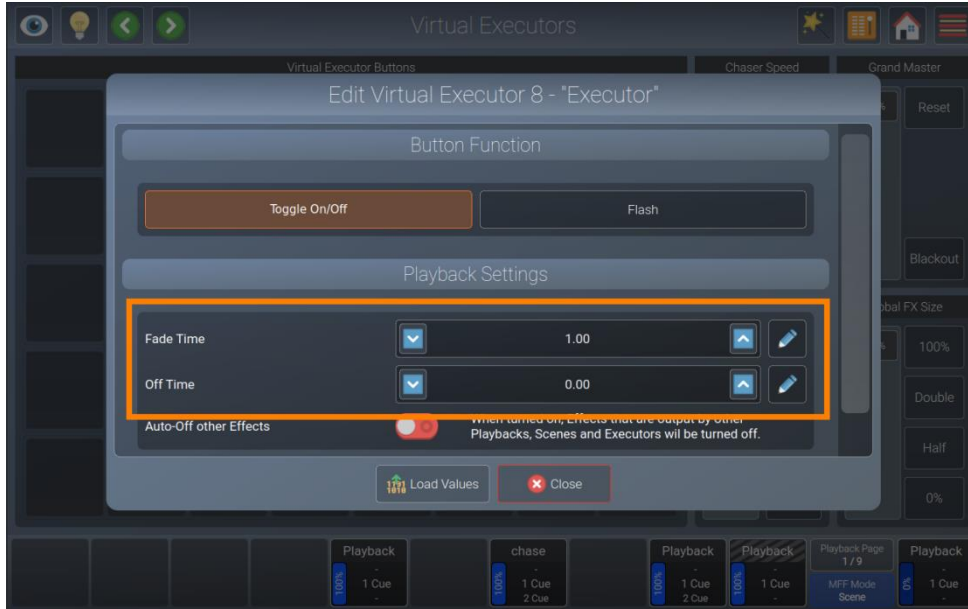 Virtual Executors
Virtual Executor Buttons
Chaser Speed
Grand Master
Edit Virtual Executor 8 - "Executor"
Reset
Button Function
Toggle On/Off
Flash
Blackout
Playback Settings
FX Size
Fade Time
1.00
100%
Off Time
0.00
Double
Auto-Off other Effects
When turned on, Effects that are output by other
Playbacks, Scenes and Executors wil be turned off.
Half
Load Values
Close
0%
Playback
-
100%
1 Cue
-
chase
-
100%
1 Cue
2 Cue
Playback
-
100%
1 Cue
2 Cue
Playback
-
100%
1 Cue
-
Playback Page
1 / 9
MFF Mode
Scene
Playback
-
0%
1 Cue
-